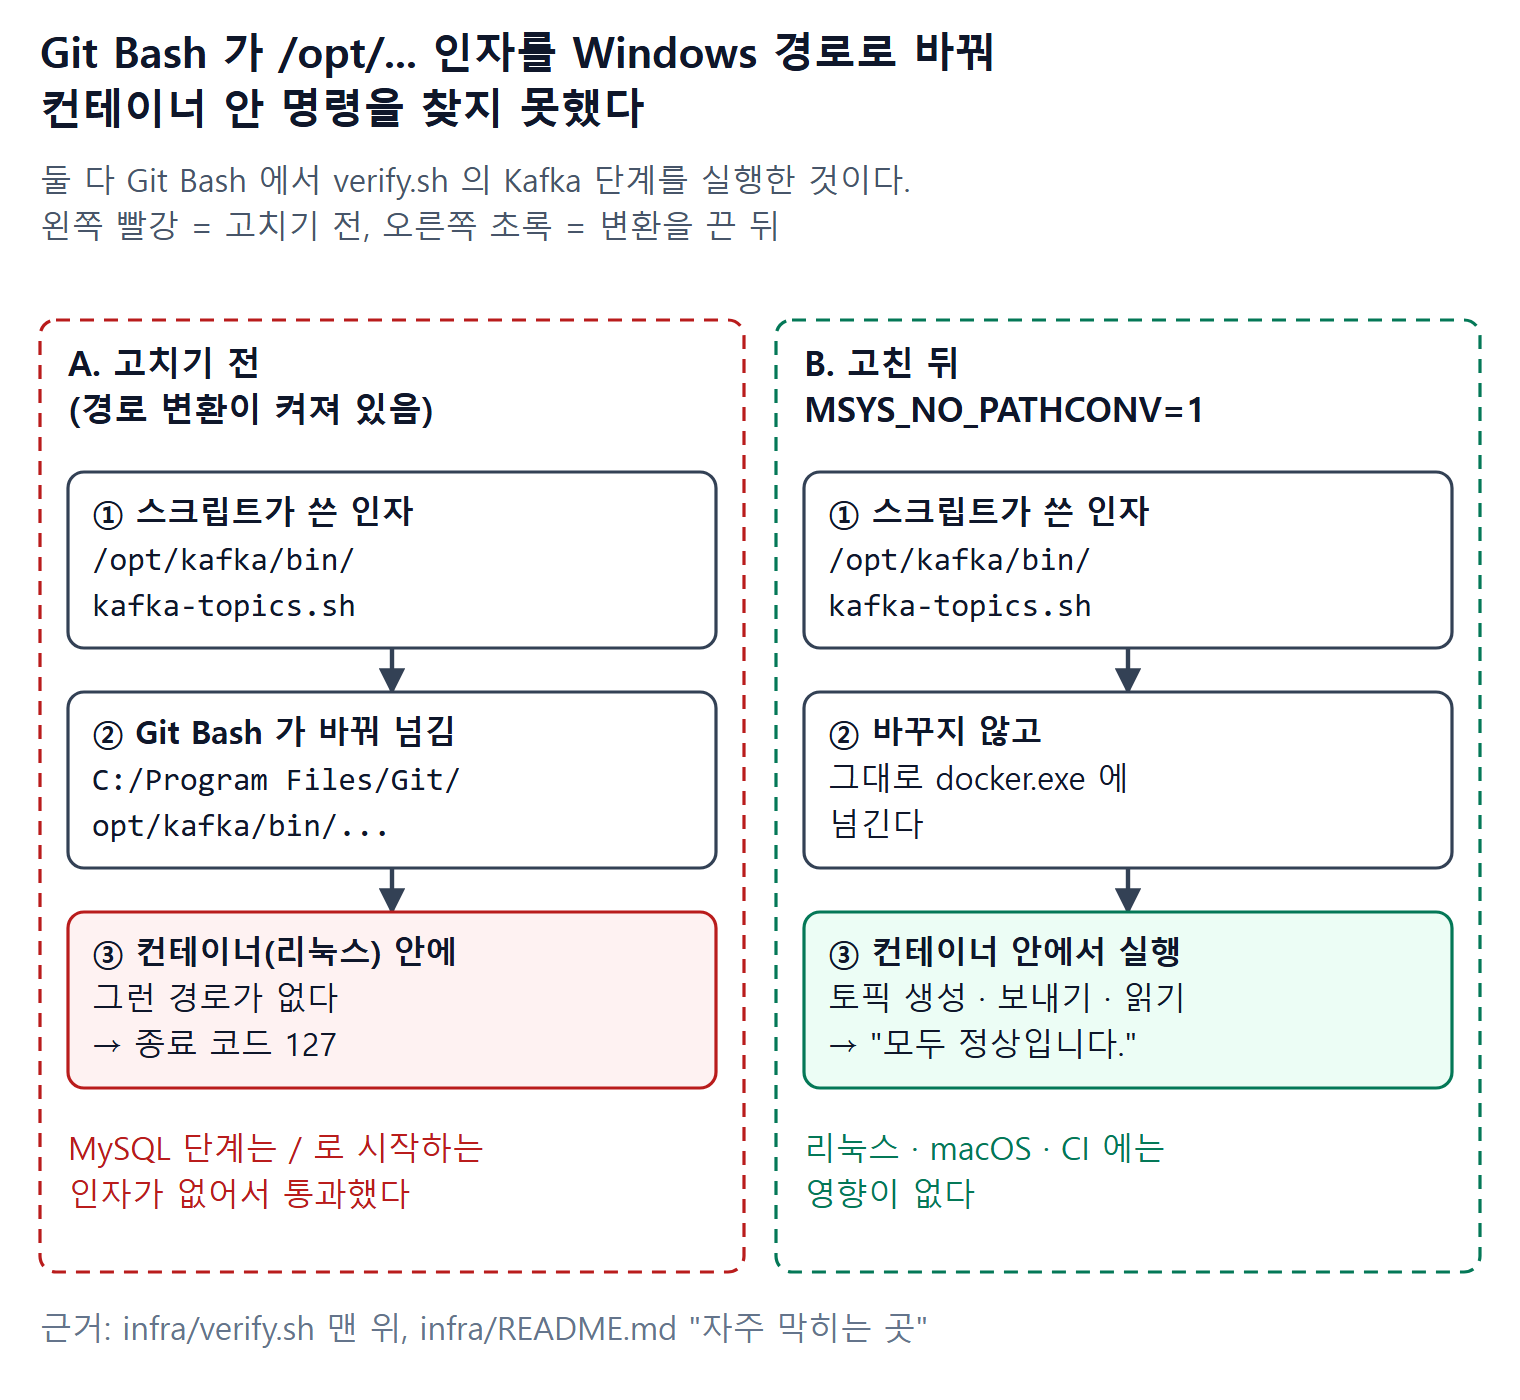 Git Bash 가 /opt/... 인자를 Windows 경로로 바꿔
컨테이너 안 명령을 찾지 못했다
둘 다 Git Bash 에서 verify.sh 의 Kafka 단계를 실행한 것이다.
왼쪽 빨강 = 고치기 전, 오른쪽 초록 = 변환을 끈 뒤
A. 고치기 전
(경로 변환이 켜져 있음)
① 스크립트가 쓴 인자
/opt/kafka/bin/
kafka-topics.sh
② Git Bash 가 바꿔 넘김
C:/Program Files/Git/
opt/kafka/bin/...
③ 컨테이너(리눅스) 안에
그런 경로가 없다
→ 종료 코드 127
MySQL 단계는 / 로 시작하는
인자가 없어서 통과했다
B. 고친 뒤
MSYS_NO_PATHCONV=1
① 스크립트가 쓴 인자
/opt/kafka/bin/
kafka-topics.sh
② 바꾸지 않고
그대로 docker.exe 에
넘긴다
③ 컨테이너 안에서 실행
토픽 생성 · 보내기 · 읽기
→ "모두 정상입니다."
리눅스 · macOS · CI 에는
영향이 없다
근거: infra/verify.sh 맨 위, infra/README.md "자주 막히는 곳"